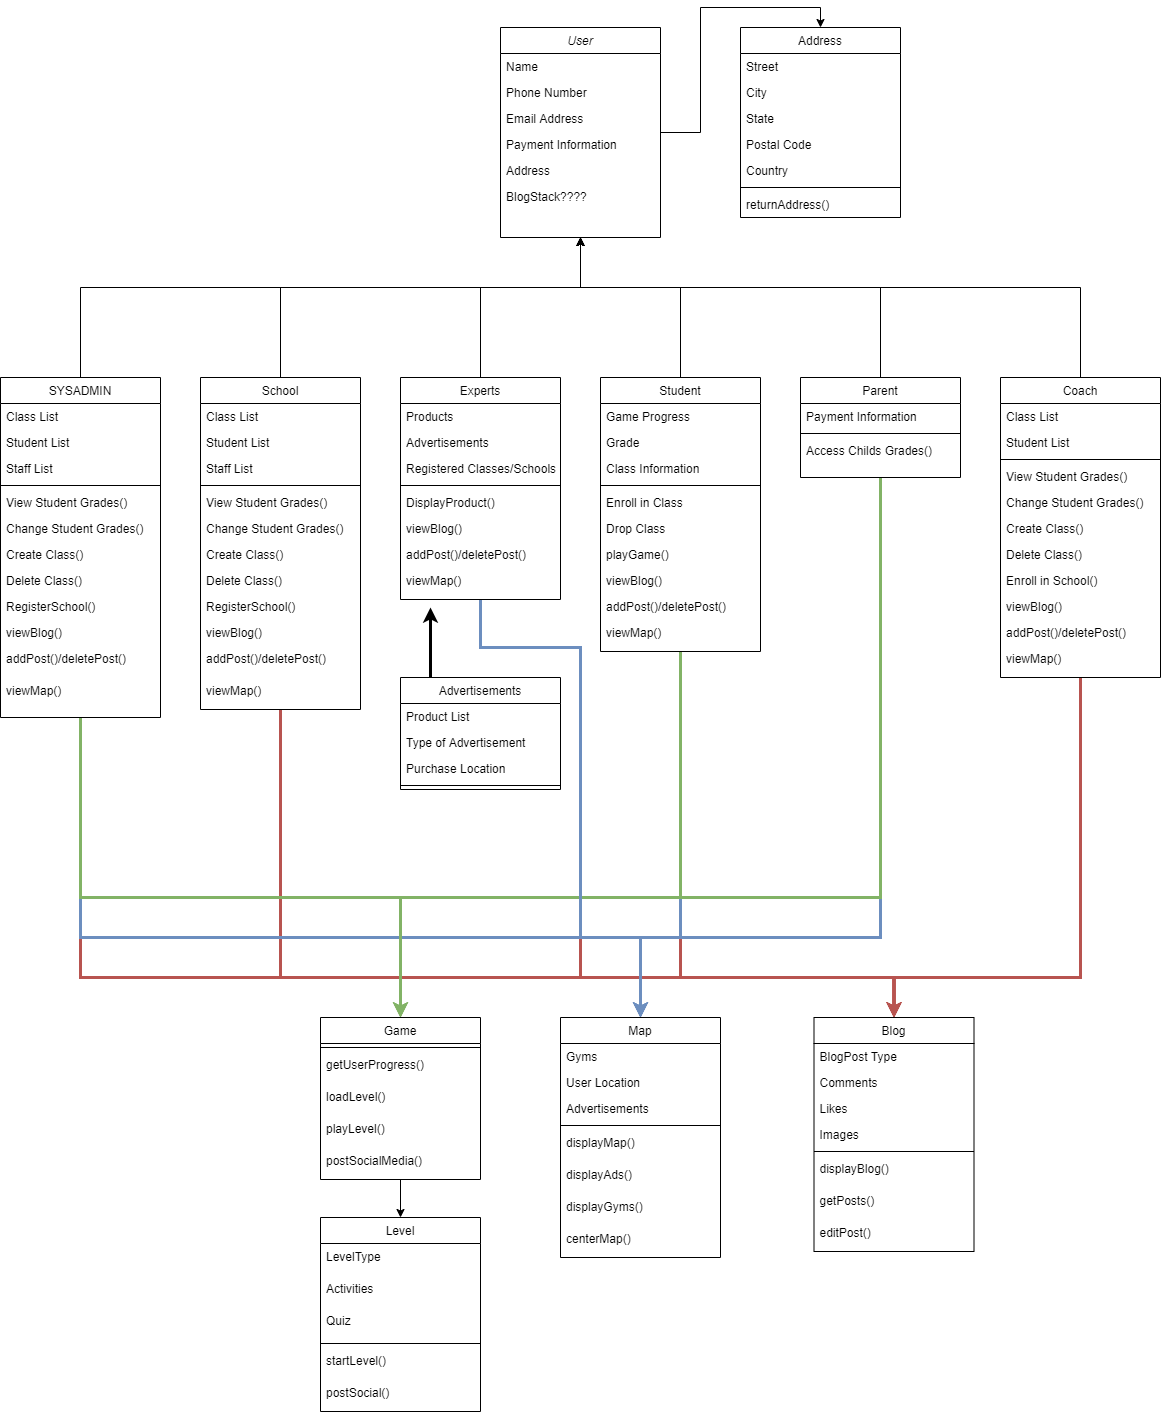 User
Name
Phone Number
Email Address
Payment Information
Address
BlogStack????
Address
Street
City
State
Postal Code
Country
returnAddress()
SYSADMIN
Class List
Student List
Staff List
View Student Grades()
Change Student Grades()
Create Class()
Delete Class()
RegisterSchool()
viewBlog()
addPost()/deletePost()
viewMap()
School
Class List
Student List
Staff List
View Student Grades()
Change Student Grades()
Create Class()
Delete Class()
RegisterSchool()
viewBlog()
addPost()/deletePost()
viewMap()
Experts
Products
Advertisements
Registered Classes/Schools
DisplayProduct()
viewBlog()
addPost()/deletePost()
viewMap()
Student
Game Progress
Grade
Class Information
Enroll in Class
Drop Class
playGame()
viewBlog()
addPost()/deletePost()
viewMap()
Parent
Payment Information
Access Childs Grades()
Coach
Class List
Student List
View Student Grades()
Change Student Grades()
Create Class()
Delete Class()
Enroll in School()
viewBlog()
addPost()/deletePost()
viewMap()
Advertisements
Product List
Type of Advertisement
Purchase Location
Game
getUserProgress()
loadLevel()
playLevel()
postSocialMedia()
Map
Gyms
User Location
Advertisements
displayMap()
displayAds()
displayGyms()
centerMap()
Blog
BlogPost Type
Comments
Likes
Images
displayBlog()
getPosts()
editPost()
Level
LevelType
Activities
Quiz
startLevel()
postSocial()